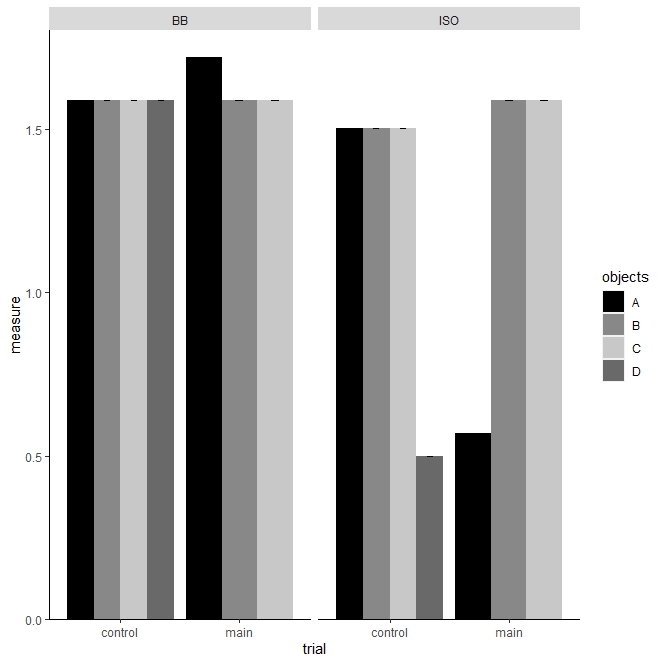 BB
ISO
1.5
1.0
0.5
0.0
measure
control
main
control
main
trial
objects
A
B
C
D